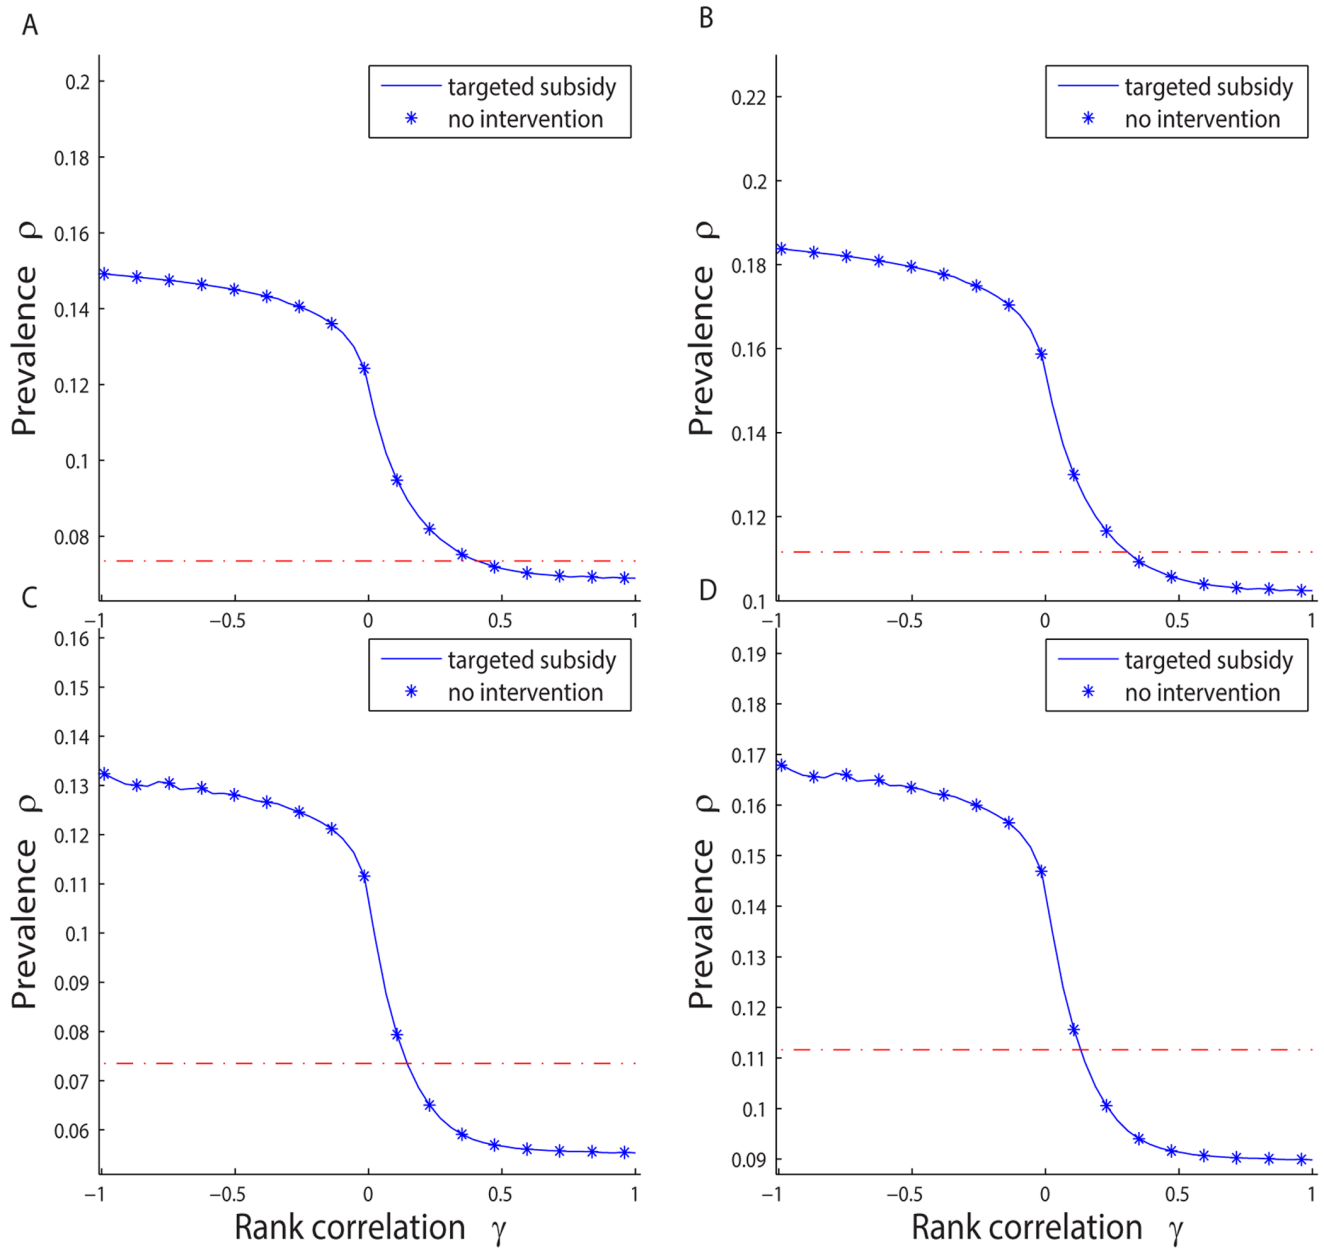 A
0.2
0.18
0.16
0.14
0.12
0.1
0.08
Prevalence ρ
targeted subsidy
no intervention
−1 −0.5 0 0.5 1
B
0.22
0.2
0.18
0.16
0.14
0.12
0.1
Prevalence ρ
targeted subsidy
no intervention
−1 −0.5 0 0.5 1
C
0.16
0.15
0.14
0.13
0.12
0.11
0.1
0.09
0.08
0.07
0.06
Prevalence ρ
targeted subsidy
no intervention
−1 −0.5 0 0.5 1
Rank correlation γ
D
0.19
0.18
0.17
0.16
0.15
0.14
0.13
0.12
0.11
0.1
0.09
Prevalence ρ
targeted subsidy
no intervention
−1 −0.5 0 0.5 1
Rank correlation γ